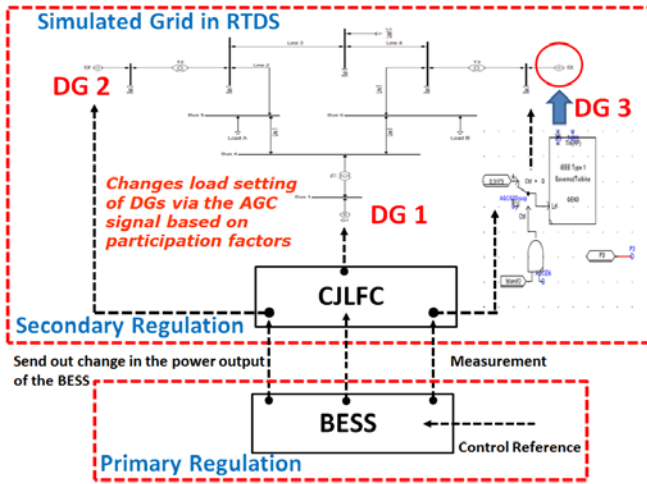 Simulated Grid in RTDS
Line 3
Line 4
DG 2
Line 2
DG 3
Load A
Load B
IEEE Type 1
Governor/Turbine
GEN3
Changes load setting
of DGs via the AGC
signal based on
participation factors
DG 1
P3
CJLFC
Secondary Regulation
Send out change in the power output
of the BESS
Measurement
BESS
Control Reference
Primary Regulation